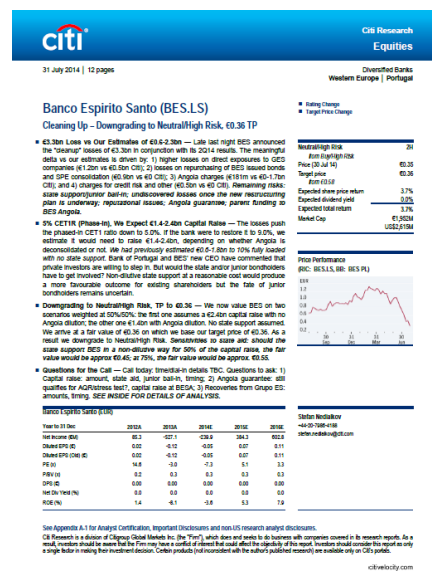 citi
Citi Research
Equities
31 July 2014 | 12 pages
Diversified Banks
Western Europe | Portugal
Banco Espirito Santo (BES.LS)
Cleaning Up – Downgrading to Neutral/High Risk, €0.36 TP
Rating Change
Target Price Change
€3.3bn Loss vs Our Estimates of €0.6-2.3bn — Late last night BES announced
the "cleanup" losses of €3.3bn in conjunction with its 2Q14 results. The meaningful
delta vs our estimates is driven by: 1) higher losses on direct exposures to GES
companies (€1.2bn vs €0.5bn Citi); 2) losses on repurchasing of BES issued bonds
and SPE consolidation (€0.9bn vs €0 Citi); 3) Angola charges (€181m vs €0-1.7bn
Citi); and 4) charges for credit risk and other (€0.5bn vs €0 Citi). Remaining risks:
state support/junior bail-in; undisclosed losses once the new restructuring
plan is underway; reputational issues; Angola guarantee; parent funding to
BES Angola.
5% CET1R (Phase-In), We Expect €1.4-2.4bn Capital Raise — The losses push
the phased-in CET1 ratio down to 5.0%. If the bank were to restore it to 9.0%, we
estimate it would need to raise €1.4-2.4bn, depending on whether Angola is
deconsolidated or not. We had previously estimated €0.6-1.8bn to 10% fully loaded
with no state support. Bank of Portugal and BES' new CEO have commented that
private investors are willing to step in. But would the state and/or junior bondholders
have to get involved? Non-dilutive state support at a reasonable cost would produce
a more favourable outcome for existing shareholders but the fate of junior
bondholders remains uncertain.
Downgrading to Neutral/High Risk, TP to €0.36 — We now value BES on two
scenarios weighted at 50%/50%: the first one assumes a €2.4bn capital raise with no
Angola dilution; the other one €1.4bn with Angola dilution. No state support assumed.
We arrive at a fair value of €0.36 on which we base our target price of €0.36. As a
result we downgrade to Neutral/High Risk. Sensitivities to state aid: should the
state support BES in a non-dilutive way for 50% of the capital raise, the fair
value would be approx €0.45; at 75%, the fair value would be approx. €0.55.
Questions for the Call — Call today: time/dial-in details TBC. Questions to ask: 1)
Capital raise: amount, state aid, junior bail-in, timing; 2) Angola guarantee: still
qualifies for AQR/stress test?, capital raise at BESA; 3) Recoveries from Grupo ES:
amounts, timing. SEE INSIDE FOR DETAILS OF ANALYSIS.
Neutral/High Risk 2H
from Buy/High Risk
Price (30 Jul 14) €0.35
Target price €0.36
Expected share price return 3.7%
Expected dividend yield 0.0%
Expected total return 3.7%
Market Cap €1,952M
US$2,615M
Price Performance
(RIC: BES.LS, BB: BES PL)
Banco Espirito Santo (EUR)
Year to 31 Dec 2012A 2013A 2014E 2015E 2016E
Net Income (€M)
Diluted EPS (€) 0.02 -0.12 -0.05 0.07 0.11
Diluted EPS (Old) (€) 0.02 -0.12 -0.05 0.07 0.11
PE (x) 14.8 -3.0 -7.3 5.1 3.3
P/BV (x) 0.2 0.3 0.3 0.3 0.3
DPS (€) 0.00 0.00 0.00 0.00 0.00
Net Div Yield (%) 0.0 0.0 0.0 0.0 0.0
ROE (%) 1.4 -8.1 -3.8 5.3 7.9
Stefan Nedialkov
stefan.nedialkov@citi.com
See Appendix A-1 for Analyst Certification, Important Disclosures and non-US research analyst disclosures.
Citi Research is a division of Citigroup Global Markets Inc. (the "Firm"), which does and seeks to do business with companies covered in its research reports. As a
result, investors should be aware that the Firm may have a conflict of interest that could affect the objectivity of this report. Investors should consider this report as only
a single factor in making their investment decision. Certain products (not inconsistent with the author's published research) are available only on Citi's portals.
citivelocity.com